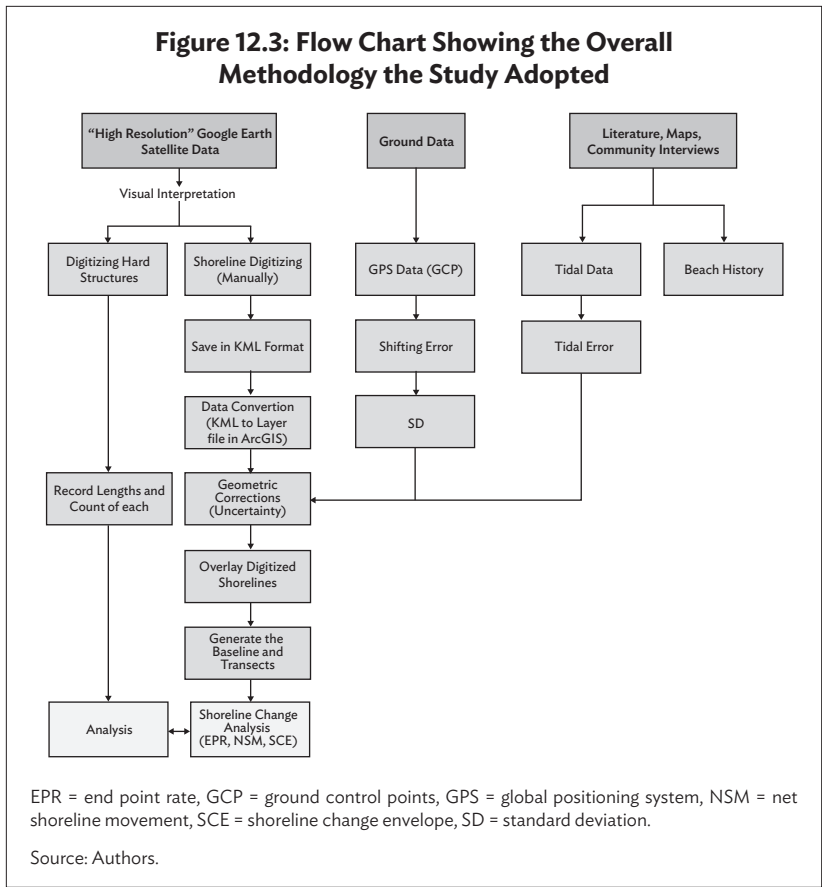 Figure 12.3: Flow Chart Showing the Overall
Methodology the Study Adopted
“High Resolution” Google Earth
Satellite Data
Ground Data
Literature, Maps,
Community Interviews
Visual Interpretation
Digitizing Hard
Structures
Shoreline Digitizing
(Manually)
GPS Data (GCP)
Tidal Data
Beach History
Save in KML Format
Shifting Error
Tidal Error
Data Convertion
(KML to Layer
file in ArcGIS)
SD
Record Lengths and
Count of each
Geometric
Corrections
(Uncertainty)
Overlay Digitized
Shorelines
Generate the
Baseline and
Transects
Analysis
Shoreline Change
Analysis
(EPR, NSM, SCE)
EPR = end point rate, GCP = ground control points, GPS = global positioning system, NSM = net
shoreline movement, SCE = shoreline change envelope, SD = standard deviation.
Source: Authors.